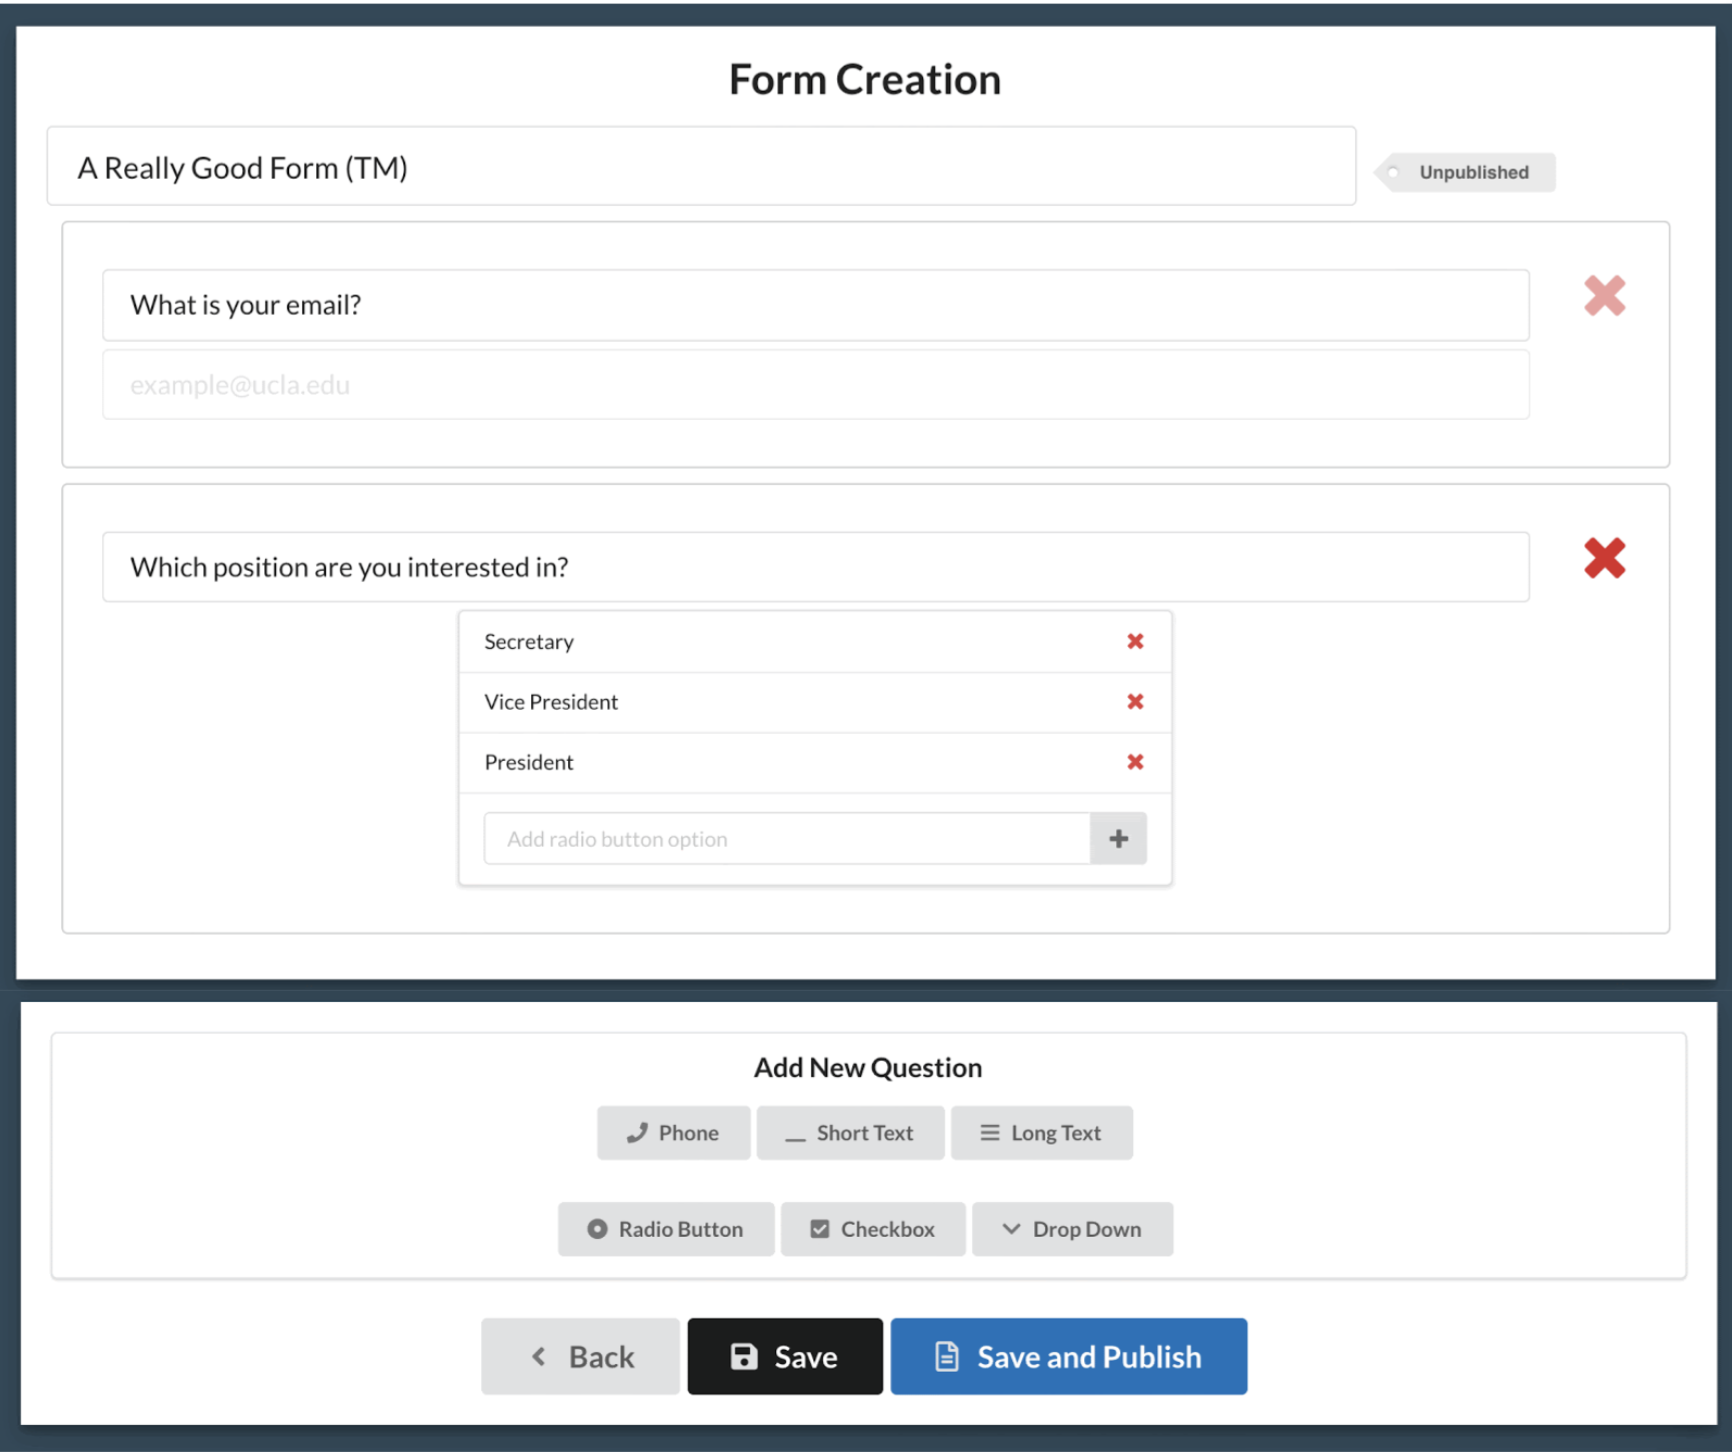 Form Creation
A Really Good Form (TM)
Unpublished
What is your email?
example@ucla.edu
Which position are you interested in?
Secretary
Vice President
President
Add radio button option
Add New Question
Phone
Short Text
Long Text
Radio Button
Checkbox
Drop Down
Back
Save
Save and Publish